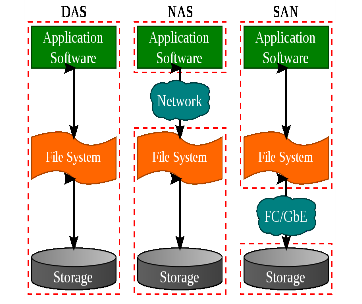 DAS
NAS
SAN
Application
Software
Application
Software
Application
Software
Network
File System
File System
File System
FC/GbE
Storage
Storage
Storage